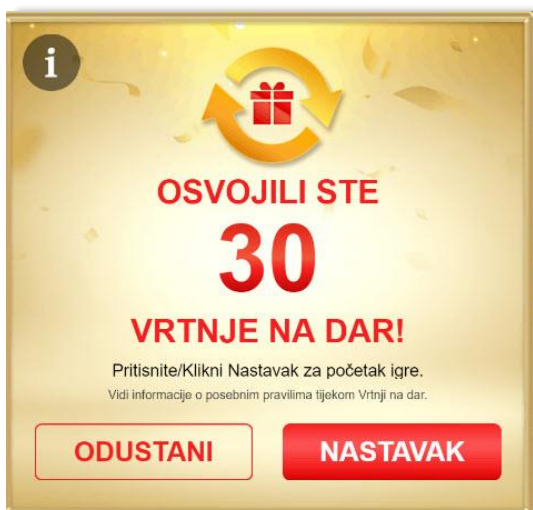 i
OSVOJILI STE
30
VRTNJE NA DAR!
Pritisnite/Klikni Nastavak za početak igre.
Vidi informacije o posebnim pravilima tijekom Vrtnji na dar.
ODUSTANI
NASTAVAK